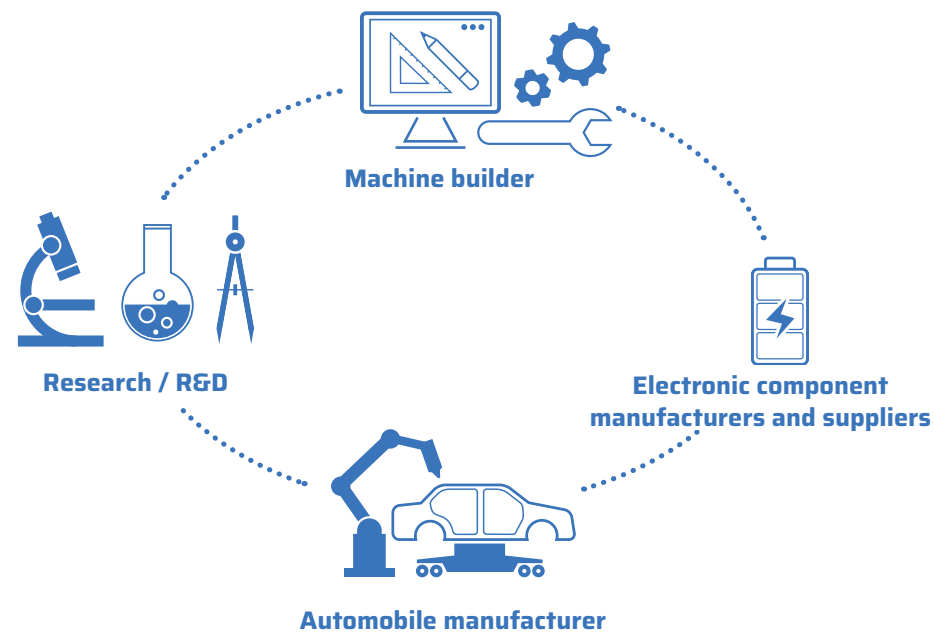 Machine builder
Research / R&D
Electronic component
manufacturers and suppliers
Automobile manufacturer